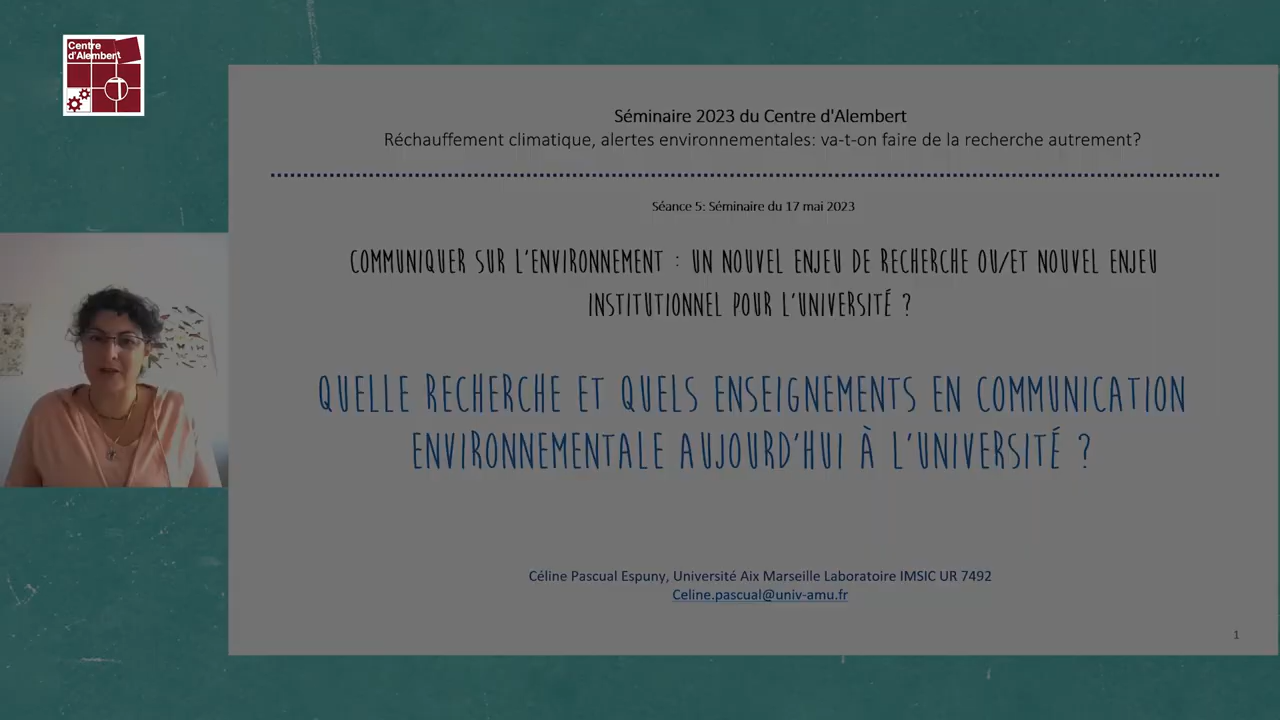 Centre
d'Alembert
Séminaire 2023 du Centre d'Alembert
Réchauffement climatique, alertes environnementales: va-t-on faire de la recherche autrement?
Séance 5: Séminaire du 17 mai 2023
COMMUNIQUER SUR L'ENVIRONNEMENT : UN NOUVEL ENJEU DE RECHERCHE OU/ET NOUVEL ENJEU
INSTITUTIONNEL POUR L'UNIVERSITÉ ?
QUELLE RECHERCHE ET QUELS ENSEIGNEMENTS EN COMMUNICATION
ENVIRONNEMENTALE AUJOURD'HUI À L'UNIVERSITÉ ?
Céline Pascual Espuny, Université Aix Marseille Laboratoire IMSIC UR 7492
Celine.pascual@univ-amu.fr
1